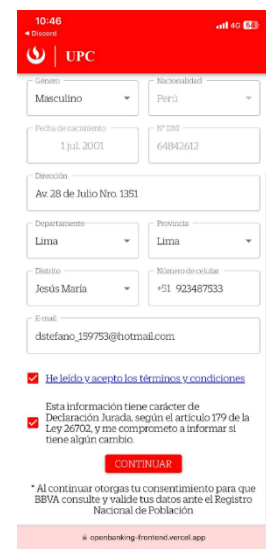 10:46
4G 54
◄ Discord
UPC
Género
Nacionalidad
Masculino
Perú
Fecha de nacimiento
N° DNI
1 jul. 2001
64842612
Dirección
Av. 28 de Julio Nro. 1351
Departamento
Provincia
Lima
Lima
Distrito
Número de celular
Jesús María
+51 923487533
E-mail
dstefano_159753@hotmail.com
He leído y acepto los términos y condiciones
Esta información tiene carácter de
Declaración Jurada, según el artículo 179 de la
Ley 26702, y me comprometo a informar si
tiene algún cambio.
CONTINUAR
* Al continuar otorgas tu consentimiento para que
BBVA consulte y valide tus datos ante el Registro
Nacional de Población
openbanking-frontend.vercel.app